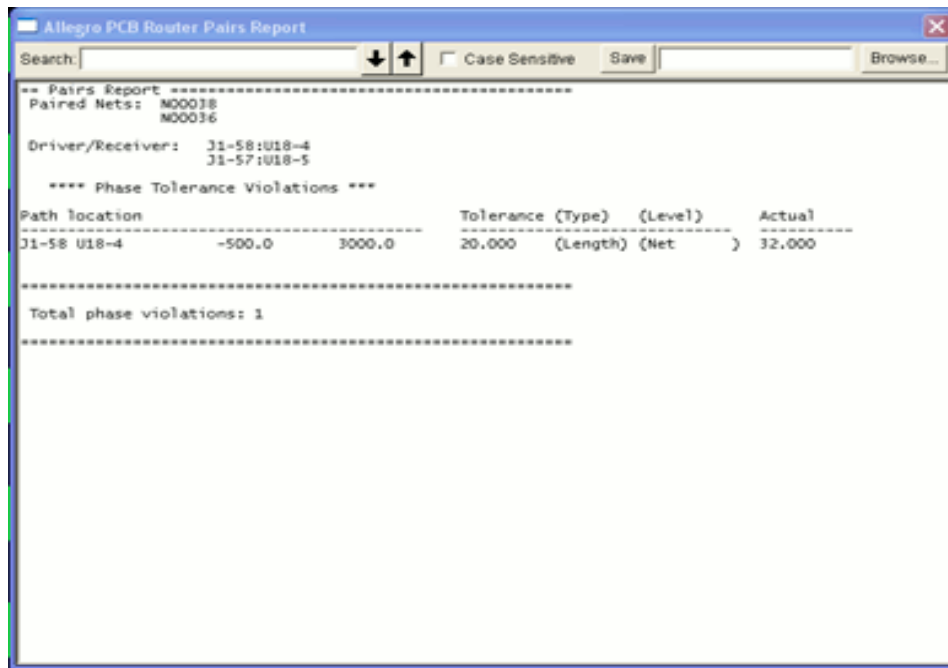 Allegro PCB Router Pairs Report
Search: Case Sensitive Save Browse...
== Pairs Report ===========================================
Paired Nets: N00038
N00036
Driver/Receiver: J1-58:U18-4
J1-57:U18-5
**** Phase Tolerance Violations ***
Path location Tolerance (Type) (Level) Actual
J1-58 U18-4 -500.0 3000.0 20.000 (Length) (Net ) 32.000
Total phase violations: 1